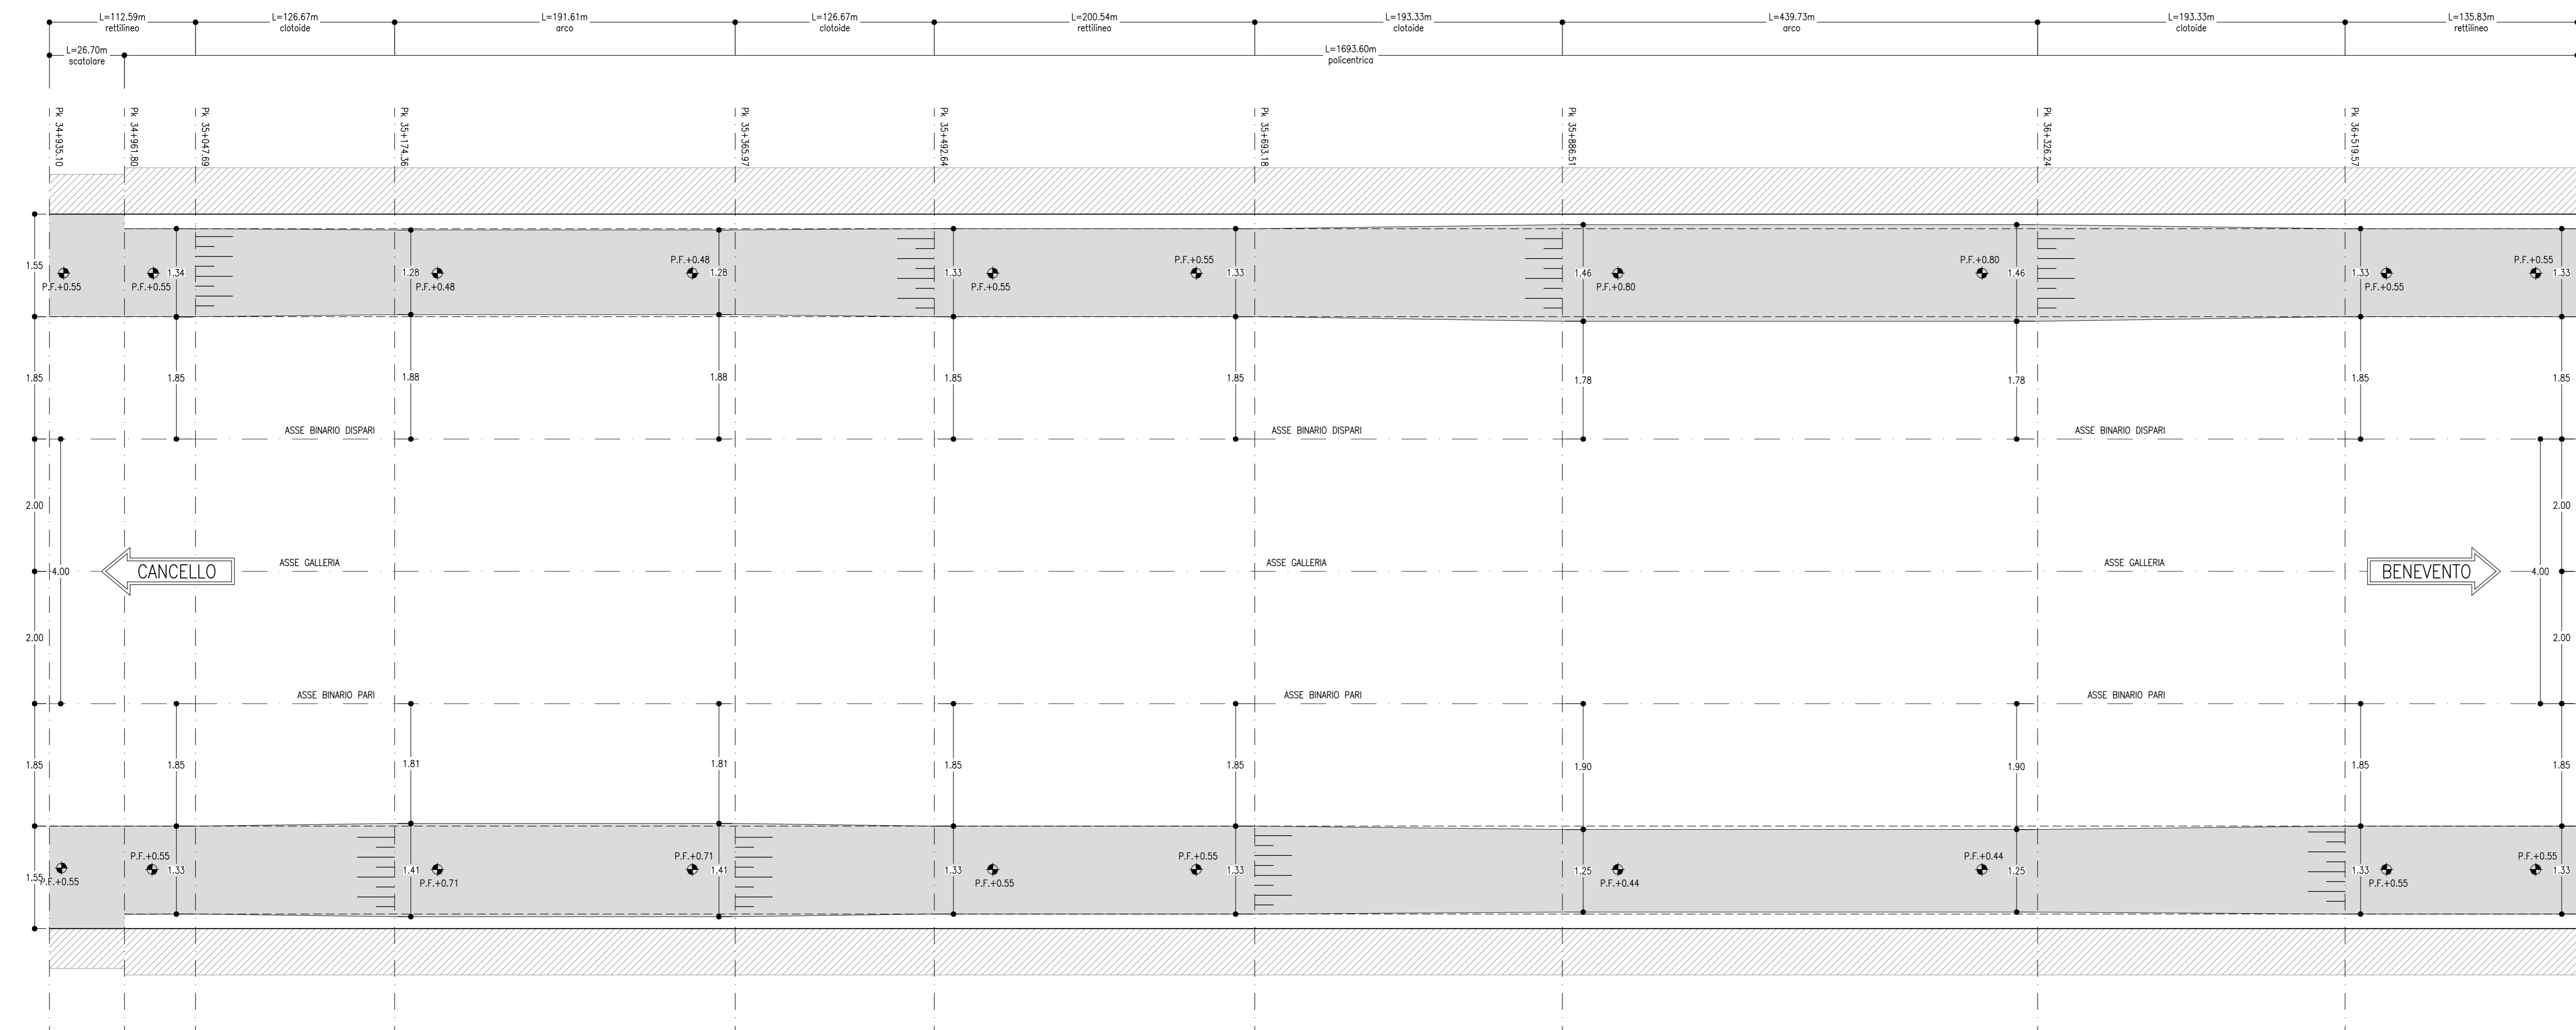 L=112.59m L=126.67m L=191.61m L=126.67m L=200.54m L=193.33m L=439.73m L=193.33m L=135.83m
rettilineo clotoide arco clotoide rettilineo clotoide arco clotoide rettilineo
L=26.70m L=1693.60m
scatolare policentrica
Pk 34+935.10
Pk 34+961.80
Pk 35+047.69
Pk 35+174.36
Pk 35+365.97
Pk 35+492.64
Pk 35+693.18
Pk 35+886.51
Pk 36+326.24
Pk 36+519.57
P.F.+0.48 P.F.+0.55 P.F.+0.80 P.F.+0.55
1.55 1.34 1.28 1.28 1.33 1.33 1.46 1.46 1.33 1.33
P.F.+0.55 P.F.+0.55 P.F.+0.48 P.F.+0.55 P.F.+0.80 P.F.+0.55
1.85 1.85 1.88 1.88 1.85 1.85 1.78 1.78 1.85 1.85
ASSE BINARIO DISPARI ASSE BINARIO DISPARI ASSE BINARIO DISPARI
2.00 2.00
ASSE GALLERIA ASSE GALLERIA ASSE GALLERIA
4.00 CANCELLO BENEVENTO 4.00
2.00 2.00
ASSE BINARIO PARI ASSE BINARIO PARI ASSE BINARIO PARI
1.85 1.85 1.81 1.81 1.85 1.85 1.90 1.90 1.85 1.85
P.F.+0.55 P.F.+0.71 P.F.+0.55 P.F.+0.44 P.F.+0.55
1.55 1.33 1.41 1.41 1.33 1.33 1.25 1.25 1.33 1.33
P.F.+0.55 P.F.+0.71 P.F.+0.55 P.F.+0.44 P.F.+0.55